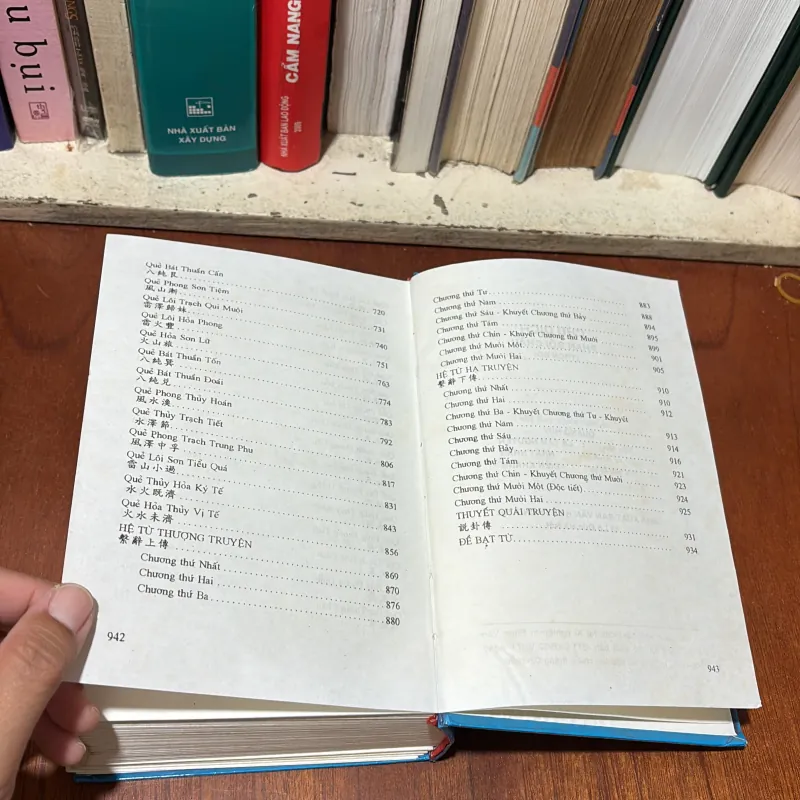 u bụi
NHÀ XUẤT BẢN
XÂY DỰNG
CẨM NANG
NHÀ XUẤT BẢN LAO ĐỘNG
Quẻ Bát Thuần Cấn
八純艮 720
Quẻ Phong Sơn Tiệm
風山漸 731
Quẻ Lôi Trạch Qui Muội
雷澤歸妹 740
Quẻ Lôi Hỏa Phong
雷火豐 751
Quẻ Hỏa Sơn Lữ
火山旅 763
Quẻ Bát Thuần Tốn
八純巽 774
Quẻ Bát Thuần Đoài
八純兑 783
Quẻ Phong Thủy Hoán
風水渙 792
Quẻ Thủy Trạch Tiết
水澤節 806
Quẻ Phong Trạch Trung Phu
風澤中孚 817
Quẻ Lôi Sơn Tiểu Quá
雷山小過 831
Quẻ Thủy Hỏa Ký Tế
水火既濟 843
Quẻ Hỏa Thủy Vị Tế
火水未濟 856
HỆ TỪ THƯỢNG TRUYỆN
繫辭上傳 869
Chương thứ Nhất 870
Chương thứ Hai 876
Chương thứ Ba 880
942
Chương thứ Tư 883
Chương thứ Năm 888
Chương thứ Sáu - Khuyết Chương thứ Bảy 894
Chương thứ Tám 895
Chương thứ Chín - Khuyết Chương thứ Mười 895
Chương thứ Mười Một 901
Chương thứ Mười Hai 905
HỆ TỪ HẠ TRUYỆN
繫辭下傳 910
Chương thứ Nhất 910
Chương thứ Hai 912
Chương thứ Ba - Khuyết Chương thứ Tư - Khuyết
Chương thứ Năm 913
Chương thứ Sáu 914
Chương thứ Bảy 916
Chương thứ Tám 921
Chương thứ Chín - Khuyết Chương thứ Mười 923
Chương thứ Mười Một (Độc tiết) 924
Chương thứ Mười Hai 925
THUYẾT QUÁI TRUYỆN
説卦傳 931
ĐỀ BẠT TỪ 934
943